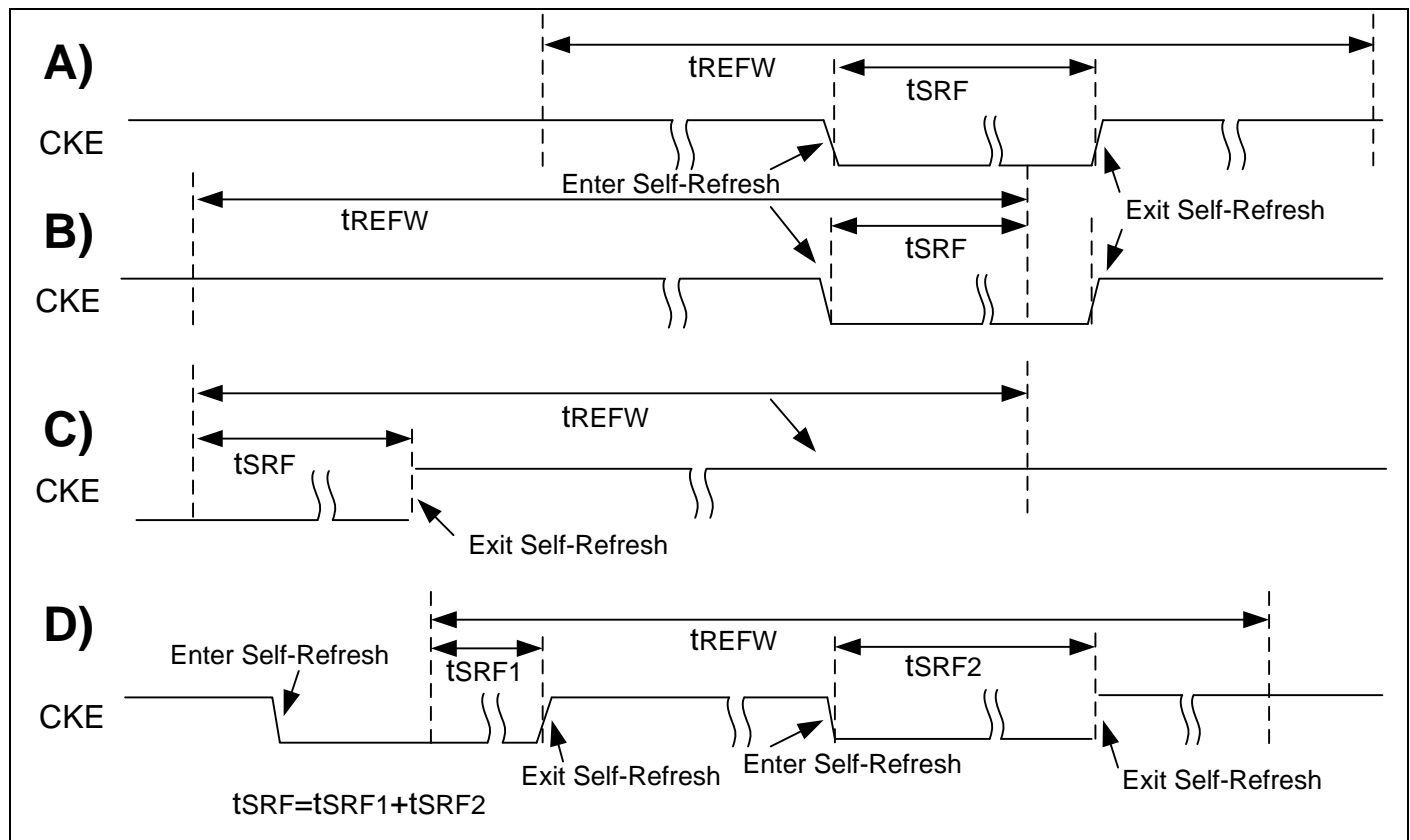 A)
tREFW
tSRF
CKE
Enter Self-Refresh
Exit Self-Refresh
B)
tREFW
tSRF
CKE
C)
tREFW
tSRF
CKE
Exit Self-Refresh
D)
Enter Self-Refresh
tREFW
tSRF1
tSRF2
CKE
Exit Self-Refresh
Enter Self-Refresh
Exit Self-Refresh
tSRF=tSRF1+tSRF2